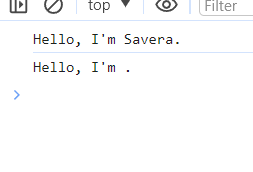 top Filter
Hello, I'm Savera.
Hello, I'm .